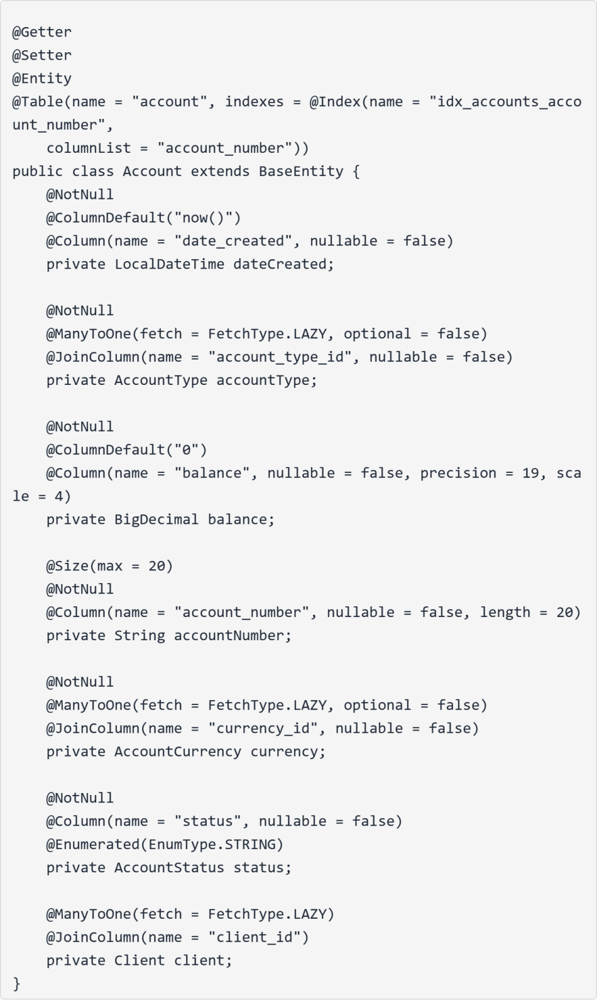 @Getter
@Setter
@Entity
@Table(name = "account", indexes = @Index(name = "idx_accounts_acco
unt_number",
    columnList = "account_number"))
public class Account extends BaseEntity {
    @NotNull
    @ColumnDefault("now()")
    @Column(name = "date_created", nullable = false)
    private LocalDateTime dateCreated;

    @NotNull
    @ManyToOne(fetch = FetchType.LAZY, optional = false)
    @JoinColumn(name = "account_type_id", nullable = false)
    private AccountType accountType;

    @NotNull
    @ColumnDefault("0")
    @Column(name = "balance", nullable = false, precision = 19, sca
le = 4)
    private BigDecimal balance;

    @Size(max = 20)
    @NotNull
    @Column(name = "account_number", nullable = false, length = 20)
    private String accountNumber;

    @NotNull
    @ManyToOne(fetch = FetchType.LAZY, optional = false)
    @JoinColumn(name = "currency_id", nullable = false)
    private AccountCurrency currency;

    @NotNull
    @Column(name = "status", nullable = false)
    @Enumerated(EnumType.STRING)
    private AccountStatus status;

    @ManyToOne(fetch = FetchType.LAZY)
    @JoinColumn(name = "client_id")
    private Client client;
}